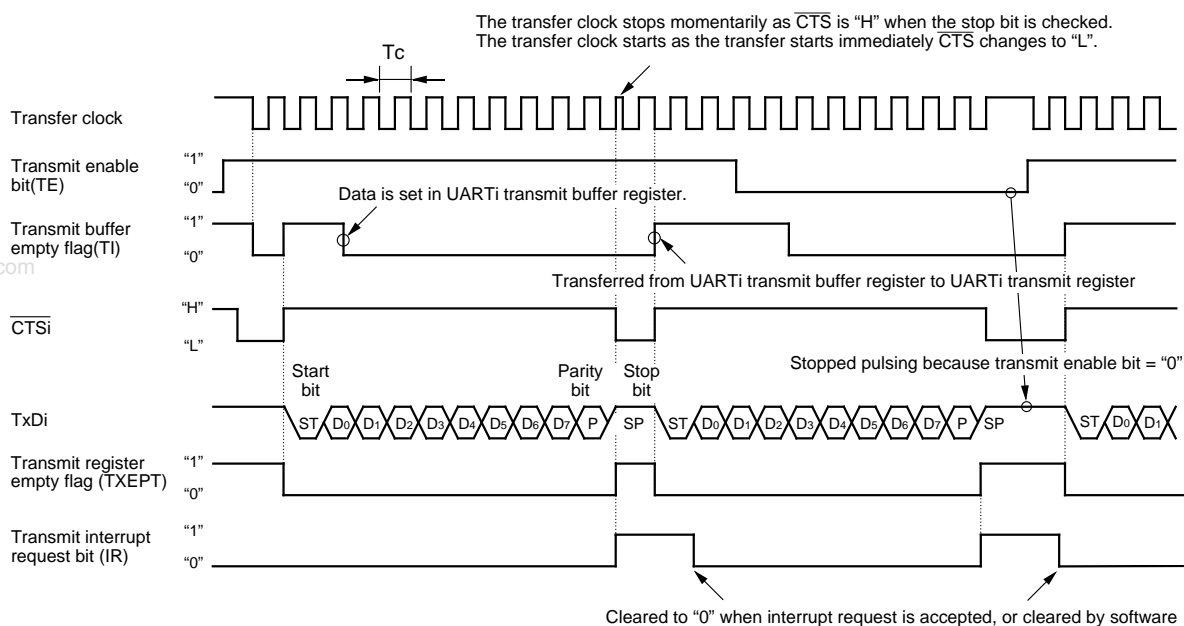 The transfer clock stops momentarily as CTS is “H” when the stop bit is checked.
The transfer clock starts as the transfer starts immediately CTS changes to “L”.
Tc
Transfer clock
Transmit enable
bit(TE)
“1”
“0”
Data is set in UARTi transmit buffer register.
Transmit buffer
empty flag(TI)
“1”
“0”
com
Transferred from UARTi transmit buffer register to UARTi transmit register
CTSi
“H”
“L”
Stopped pulsing because transmit enable bit = “0”
Start
bit
Parity
bit
Stop
bit
TxDi
ST D0 D1 D2 D3 D4 D5 D6 D7 P SP ST D0 D1 D2 D3 D4 D5 D6 D7 P SP ST D0 D1
Transmit register
empty flag (TXEPT)
“1”
“0”
Transmit interrupt
request bit (IR)
“1”
“0”
Cleared to “0” when interrupt request is accepted, or cleared by software